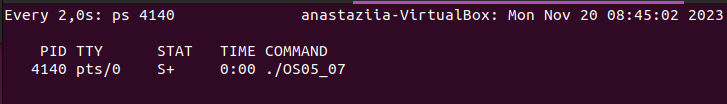 Every 2,0s: ps 4140 anastaziia-VirtualBox: Mon Nov 20 08:45:02 2023
PID TTY STAT TIME COMMAND
4140 pts/0 S+ 0:00 ./OS05_07